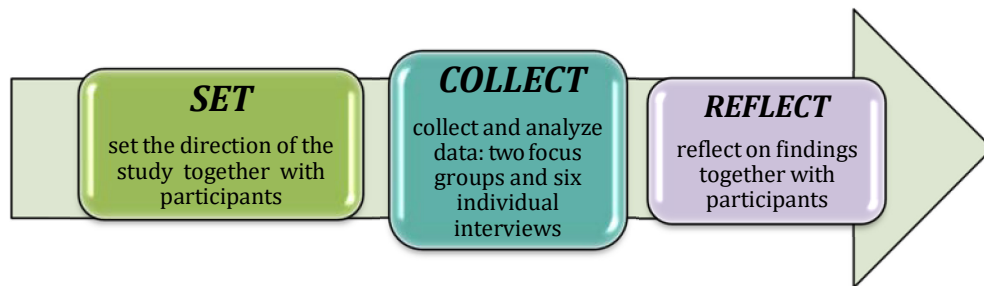 SET
set the direction of the
study together with
participants
COLLECT
collect and analyze
data: two focus
groups and six
individual
interviews
REFLECT
reflect on findings
together with
participants